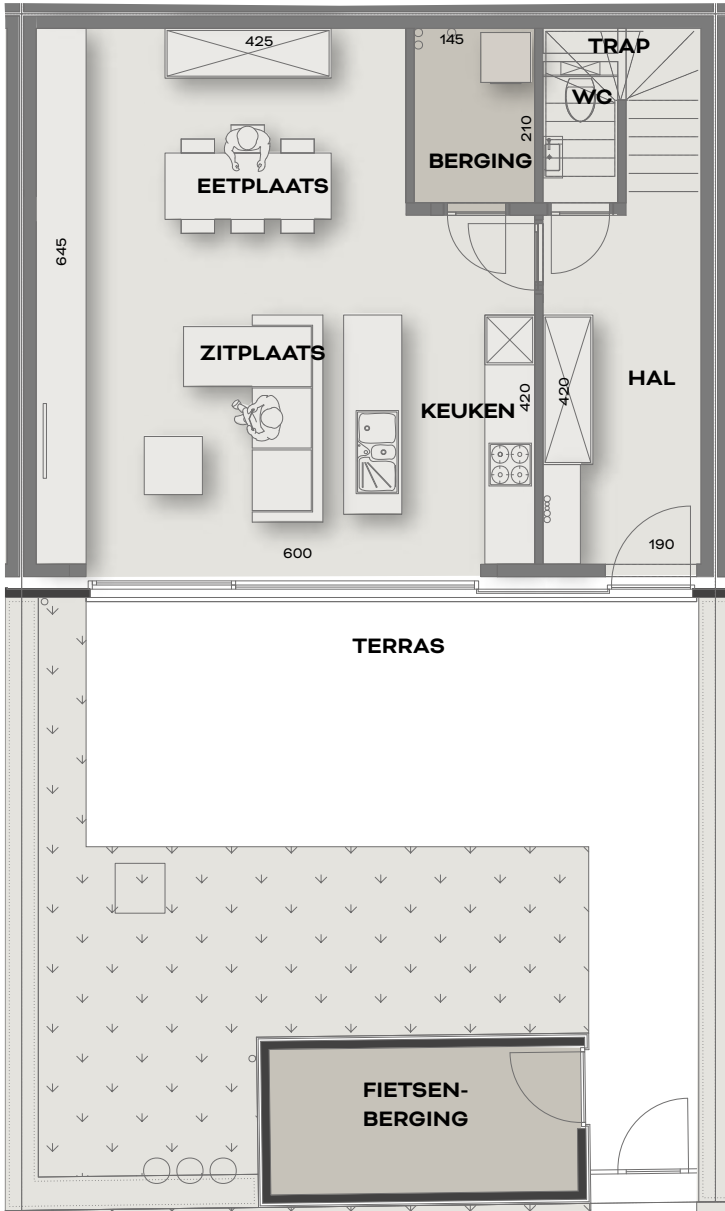 425
145
TRAP
WC
210
BERGING
EETPLAATS
645
ZITPLAATS
KEUKEN
420
420
HAL
600
190
TERRAS
FIETSEN-
BERGING